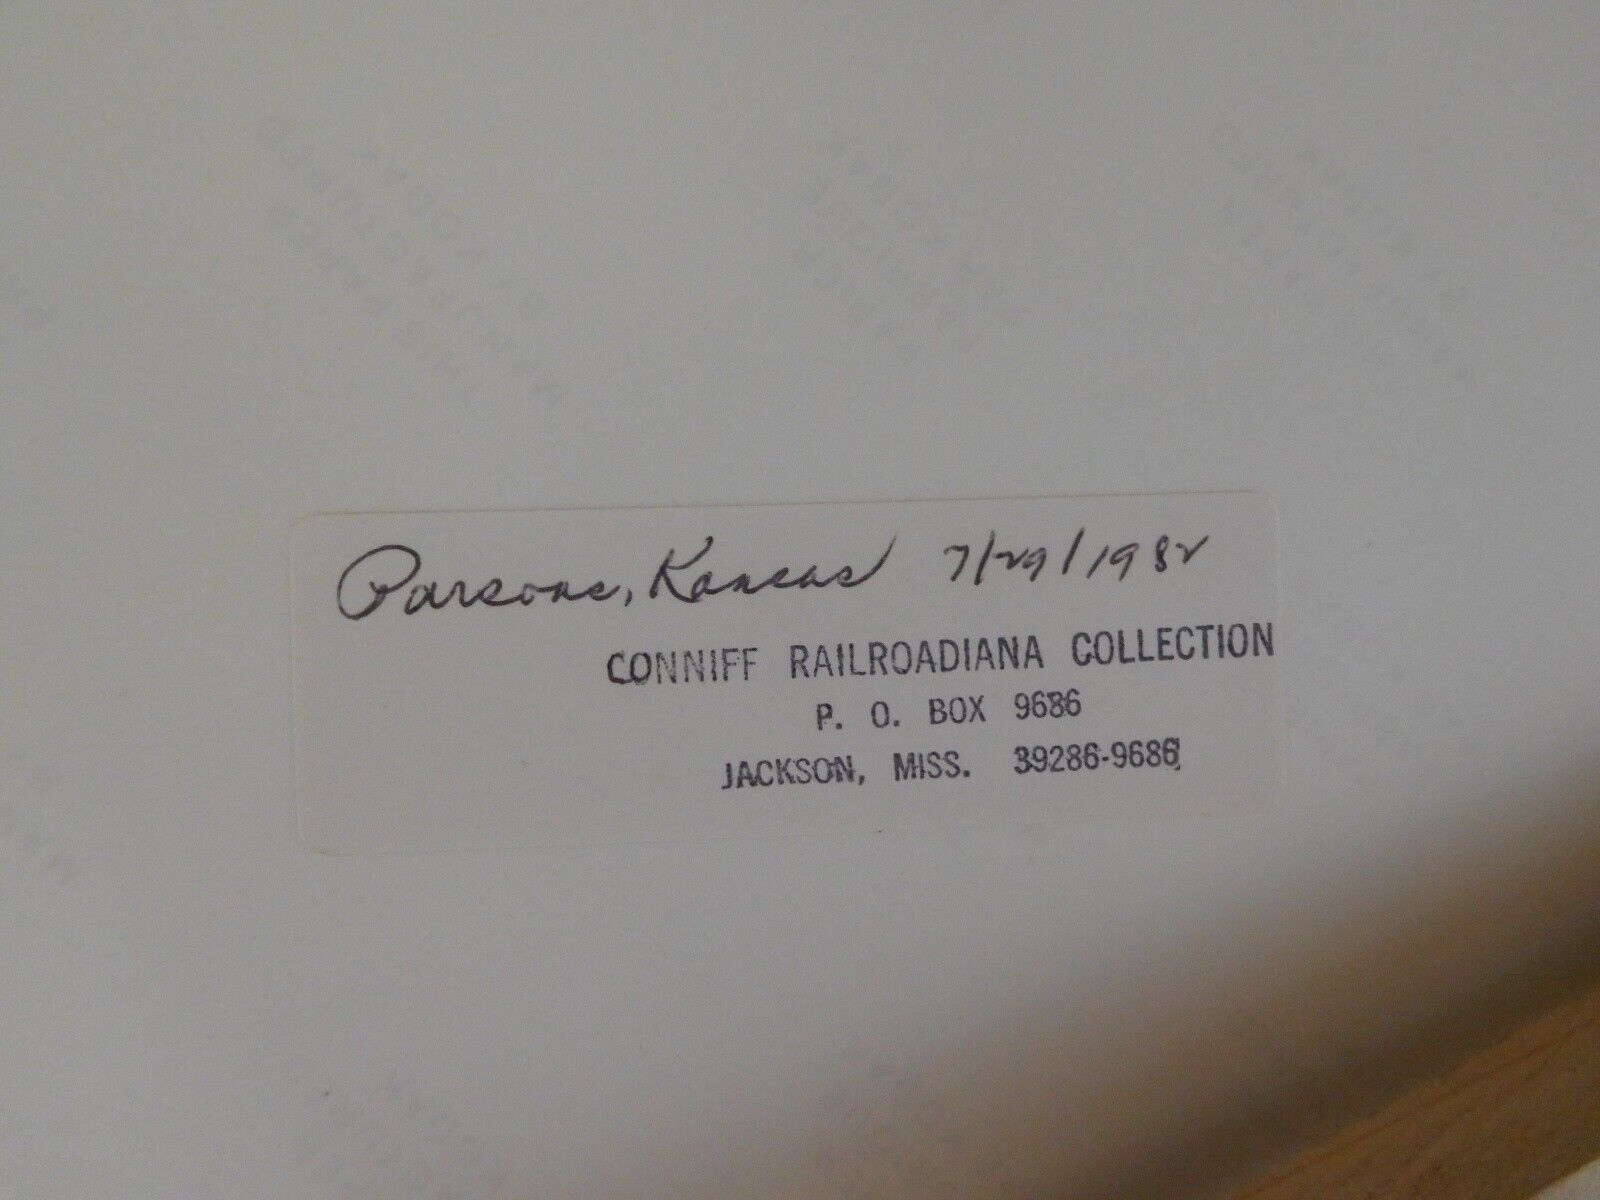 Parsons, Kansas 7/29/1982
CONNIFF RAILROADIANA COLLECTION
P. O. BOX 9686
JACKSON, MISS. 39286-9686